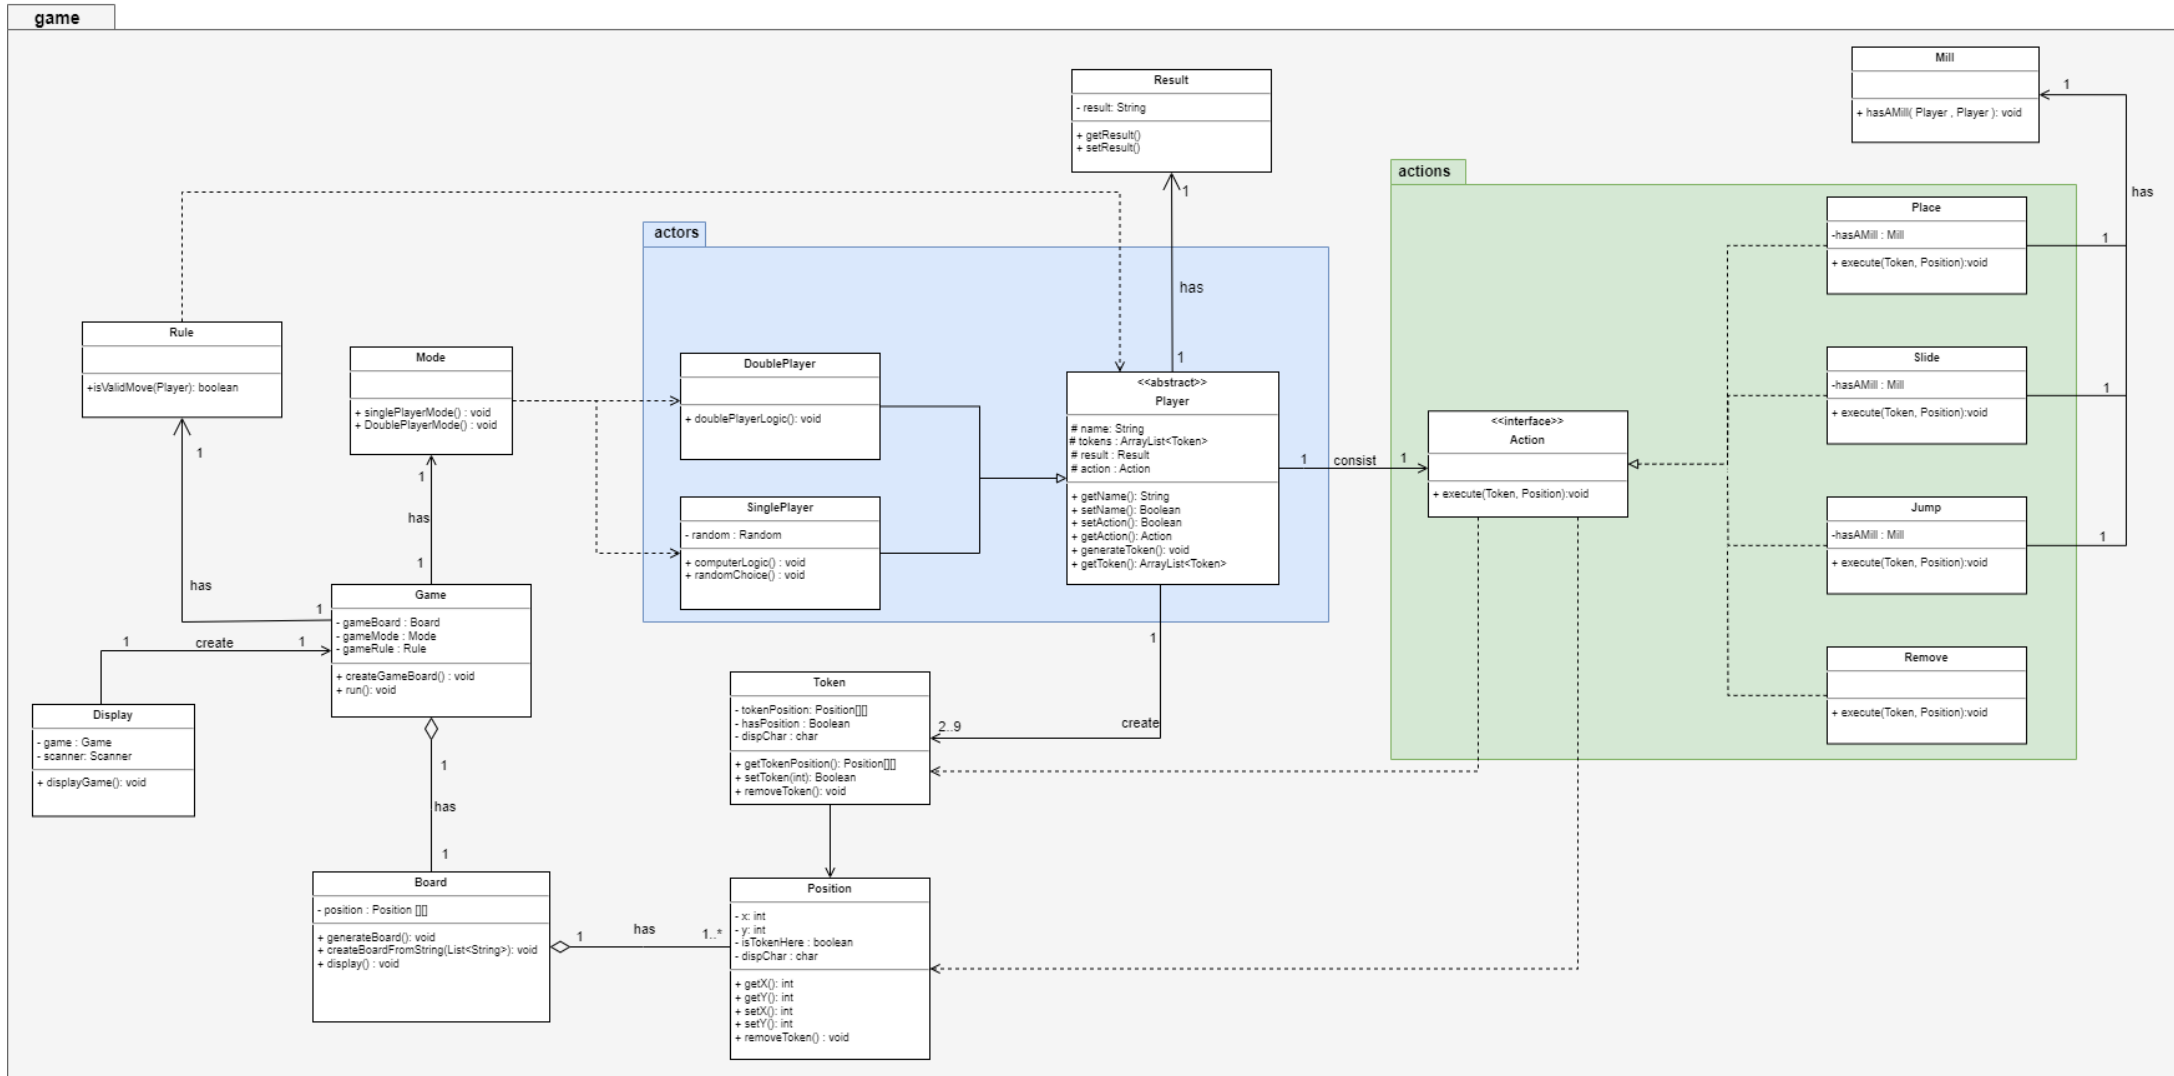 game
Mill
+ hasAMill( Player , Player ): void
1
has
Result
- result: String
+ getResult()
+ setResult()
1
has
1
actions
Place
-hasAMill : Mill
+ execute(Token, Position):void
1
Slide
-hasAMill : Mill
+ execute(Token, Position):void
1
Jump
-hasAMill : Mill
+ execute(Token, Position):void
1
Remove
+ execute(Token, Position):void
<<interface>>
Action
+ execute(Token, Position):void
1 consist 1
actors
DoublePlayer
+ doublePlayerLogic(): void
SinglePlayer
- random : Random
+ computerLogic() : void
+ randomChoice() : void
<<abstract>>
Player
# name: String
# tokens : ArrayList<Token>
# result : Result
# action : Action
+ getName(): String
+ setName(): Boolean
+ setAction(): Boolean
+ getAction(): Action
+ generateToken(): void
+ getToken(): ArrayList<Token>
1
create
2..9
Rule
+isValidMove(Player): boolean
1
has
1
Mode
+ singlePlayerMode() : void
+ DoublePlayerMode() : void
1
has
1
Game
- gameBoard : Board
- gameMode : Mode
- gameRule : Rule
+ createGameBoard() : void
+ run(): void
1 create 1
Display
- game : Game
- scanner: Scanner
+ displayGame(): void
1
has
1
Token
- tokenPosition: Position[][]
- hasPosition : Boolean
- dispChar : char
+ getTokenPosition(): Position[][]
+ setToken(int): Boolean
+ removeToken(): void
Board
- position : Position [][]
+ generateBoard(): void
+ createBoardFromString(List<String>): void
+ display() : void
1 has 1..*
Position
- x: int
- y: int
- isTokenHere : boolean
- dispChar : char
+ getX(): int
+ getY(): int
+ setX(): int
+ setY(): int
+ removeToken() : void